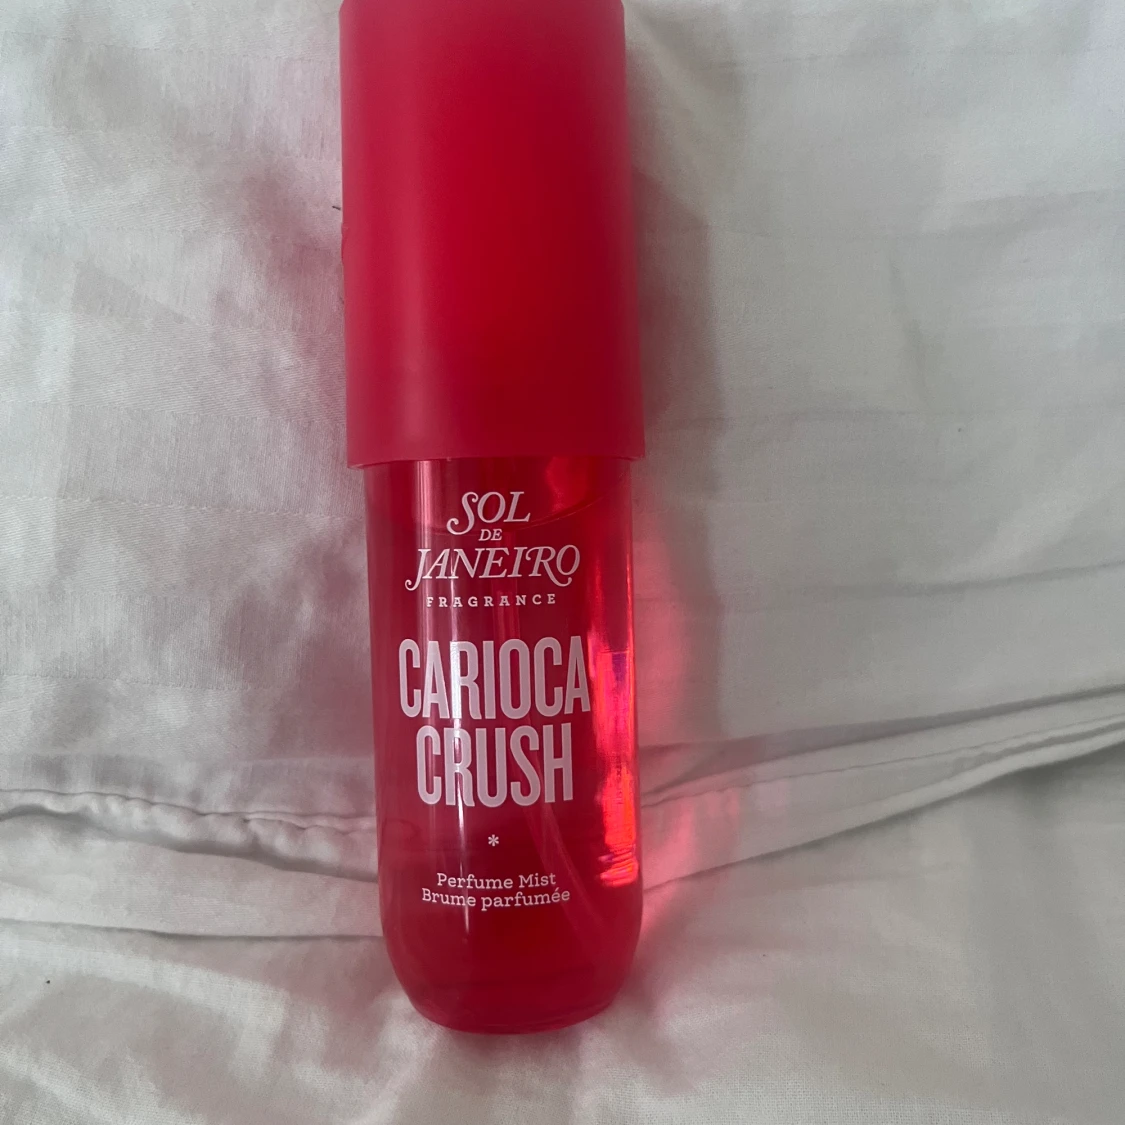 SOL
DE
JANEIRO
FRAGRANCE
CARIOCA
CRUSH
*
Perfume Mist
Brume parfumée